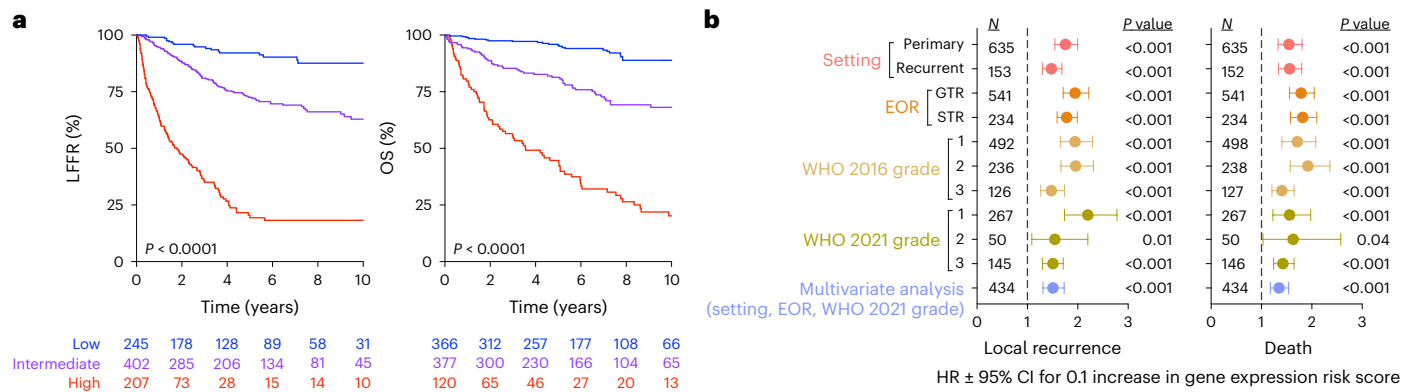 a
100
75
50
25
0
LFFR (%)
P < 0.0001
0 2 4 6 8 10
Time (years)
100
75
50
25
0
OS (%)
P < 0.0001
0 2 4 6 8 10
Time (years)
Low 245 178 128 89 58 31 366 312 257 177 108 66
Intermediate 402 285 206 134 81 45 377 300 230 166 104 65
High 207 73 28 15 14 10 120 65 46 27 20 13
b
N P value N P value
Setting
Perimary 635 <0.001 635 <0.001
Recurrent 153 <0.001 152 <0.001
EOR
GTR 541 <0.001 541 <0.001
STR 234 <0.001 234 <0.001
WHO 2016 grade
1 492 <0.001 498 <0.001
2 236 <0.001 238 <0.001
3 126 <0.001 127 <0.001
WHO 2021 grade
1 267 <0.001 267 <0.001
2 50 0.01 50 0.04
3 145 <0.001 146 <0.001
Multivariate analysis 434 <0.001 434 <0.001
(setting, EOR, WHO 2021 grade)
0 1 2 3 0 1 2 3
Local recurrence Death
HR ± 95% CI for 0.1 increase in gene expression risk score